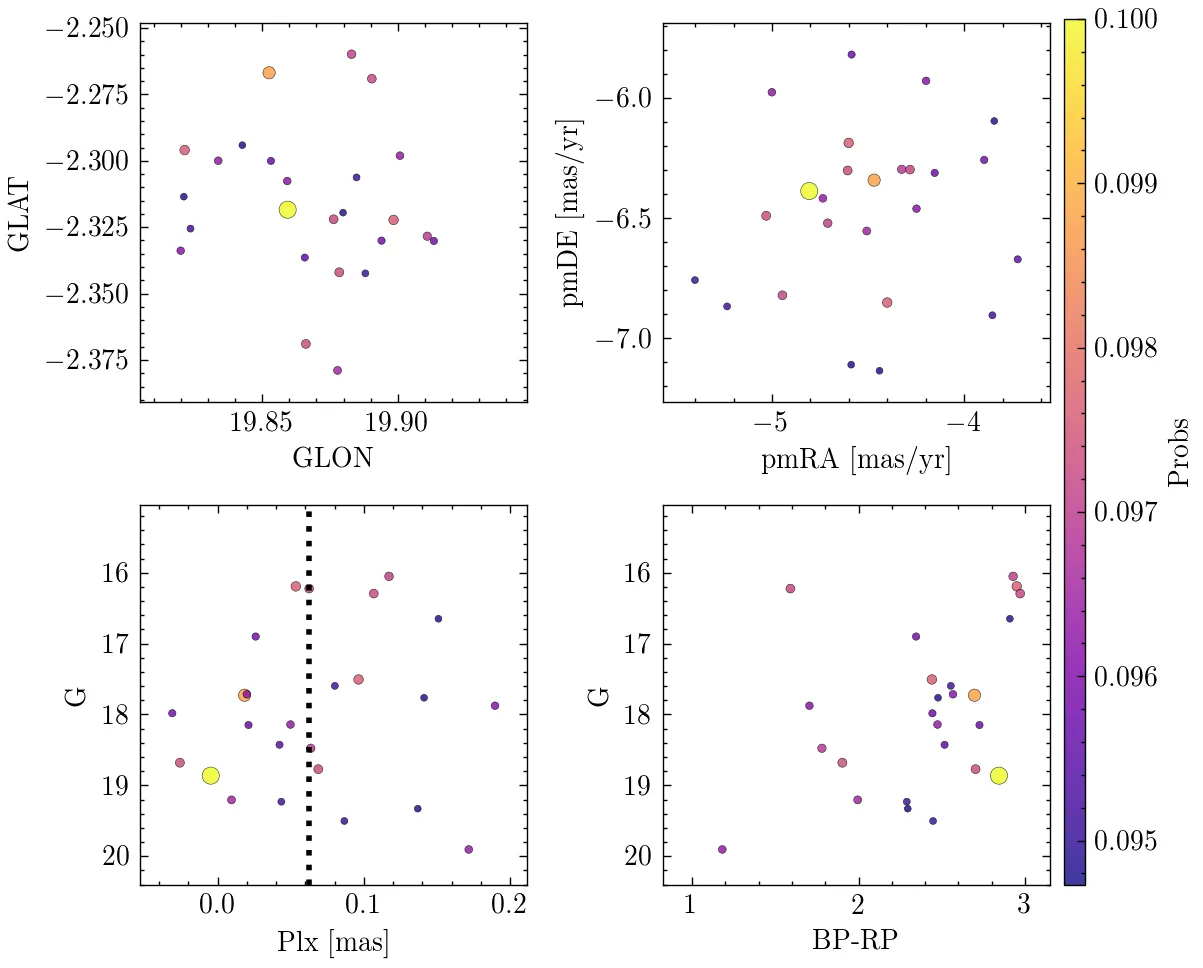 −2.250
−2.275
−2.300
−2.325
−2.350
−2.375
GLAT
19.85 19.90
GLON
−6.0
−6.5
−7.0
pmDE [mas/yr]
−5 −4
pmRA [mas/yr]
16
17
18
19
20
G
0.0 0.1 0.2
Plx [mas]
16
17
18
19
20
G
1 2 3
BP-RP
0.100
0.099
0.098
0.097
0.096
0.095
Probs